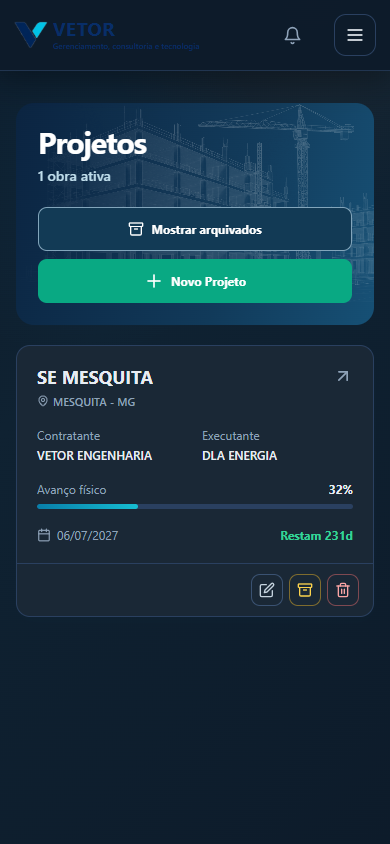 VETOR
Gerenciamento, consultoria e tecnologia
Projetos
1 obra ativa
Mostrar arquivados
Novo Projeto
SE MESQUITA
MESQUITA - MG
Contratante
Executante
VETOR ENGENHARIA
DLA ENERGIA
Avanço físico
32%
06/07/2027
Restam 231d